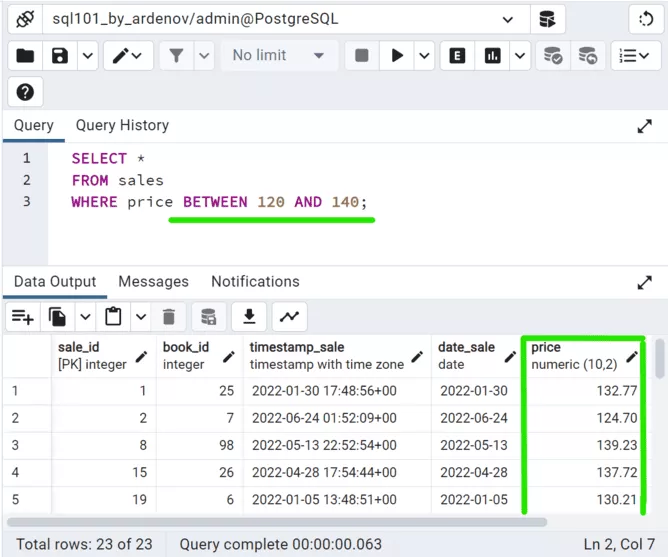 sql101_by_ardenov/admin@PostgreSQL
No limit
E
Query Query History
1 SELECT *
2 FROM sales
3 WHERE price BETWEEN 120 AND 140;
Data Output Messages Notifications
sale_id book_id timestamp_sale date_sale price
[PK] integer integer timestamp with time zone date numeric (10,2)
1 1 25 2022-01-30 17:48:56+00 2022-01-30 132.77
2 2 7 2022-06-24 01:52:09+00 2022-06-24 124.70
3 8 98 2022-05-13 22:52:54+00 2022-05-13 139.23
4 15 26 2022-04-28 17:54:44+00 2022-04-28 137.72
5 19 6 2022-01-05 13:48:51+00 2022-01-05 130.21
Total rows: 23 of 23 Query complete 00:00:00.063 Ln 2, Col 7